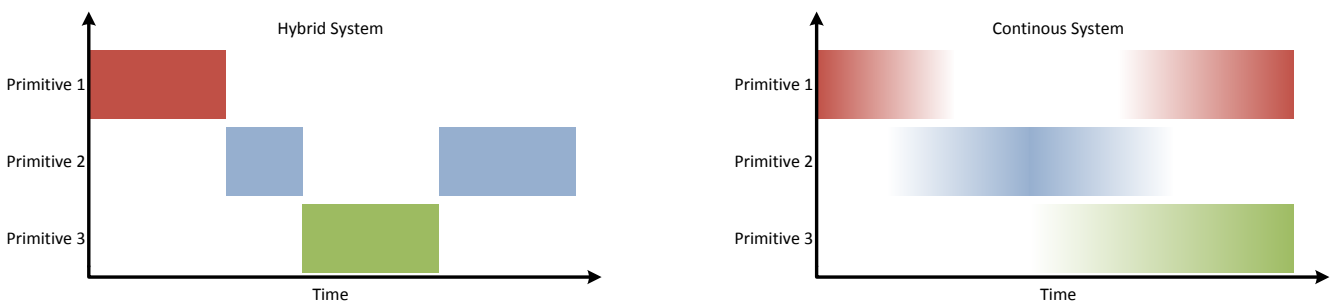 Hybrid System
Primitive 1
Primitive 2
Primitive 3
Time
Continous System
Primitive 1
Primitive 2
Primitive 3
Time